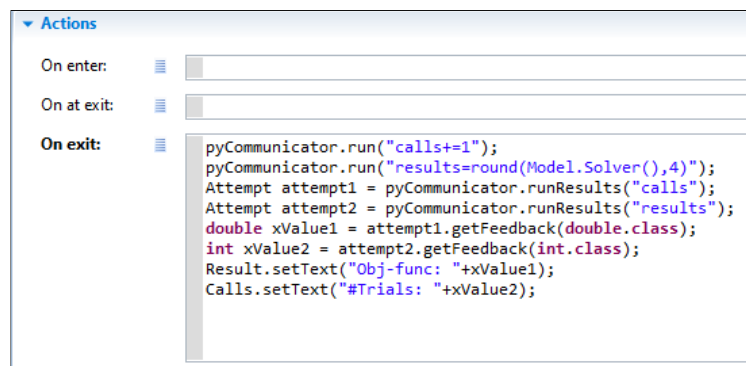 Actions
On enter:
On at exit:
On exit:
pyCommunicator.run("calls+=1");
pyCommunicator.run("results=round(Model.Solver(),4)");
Attempt attempt1 = pyCommunicator.runResults("calls");
Attempt attempt2 = pyCommunicator.runResults("results");
double xValue1 = attempt1.getFeedback(double.class);
int xValue2 = attempt2.getFeedback(int.class);
Result.setText("Obj-func: "+xValue1);
Calls.setText("#Trials: "+xValue2);